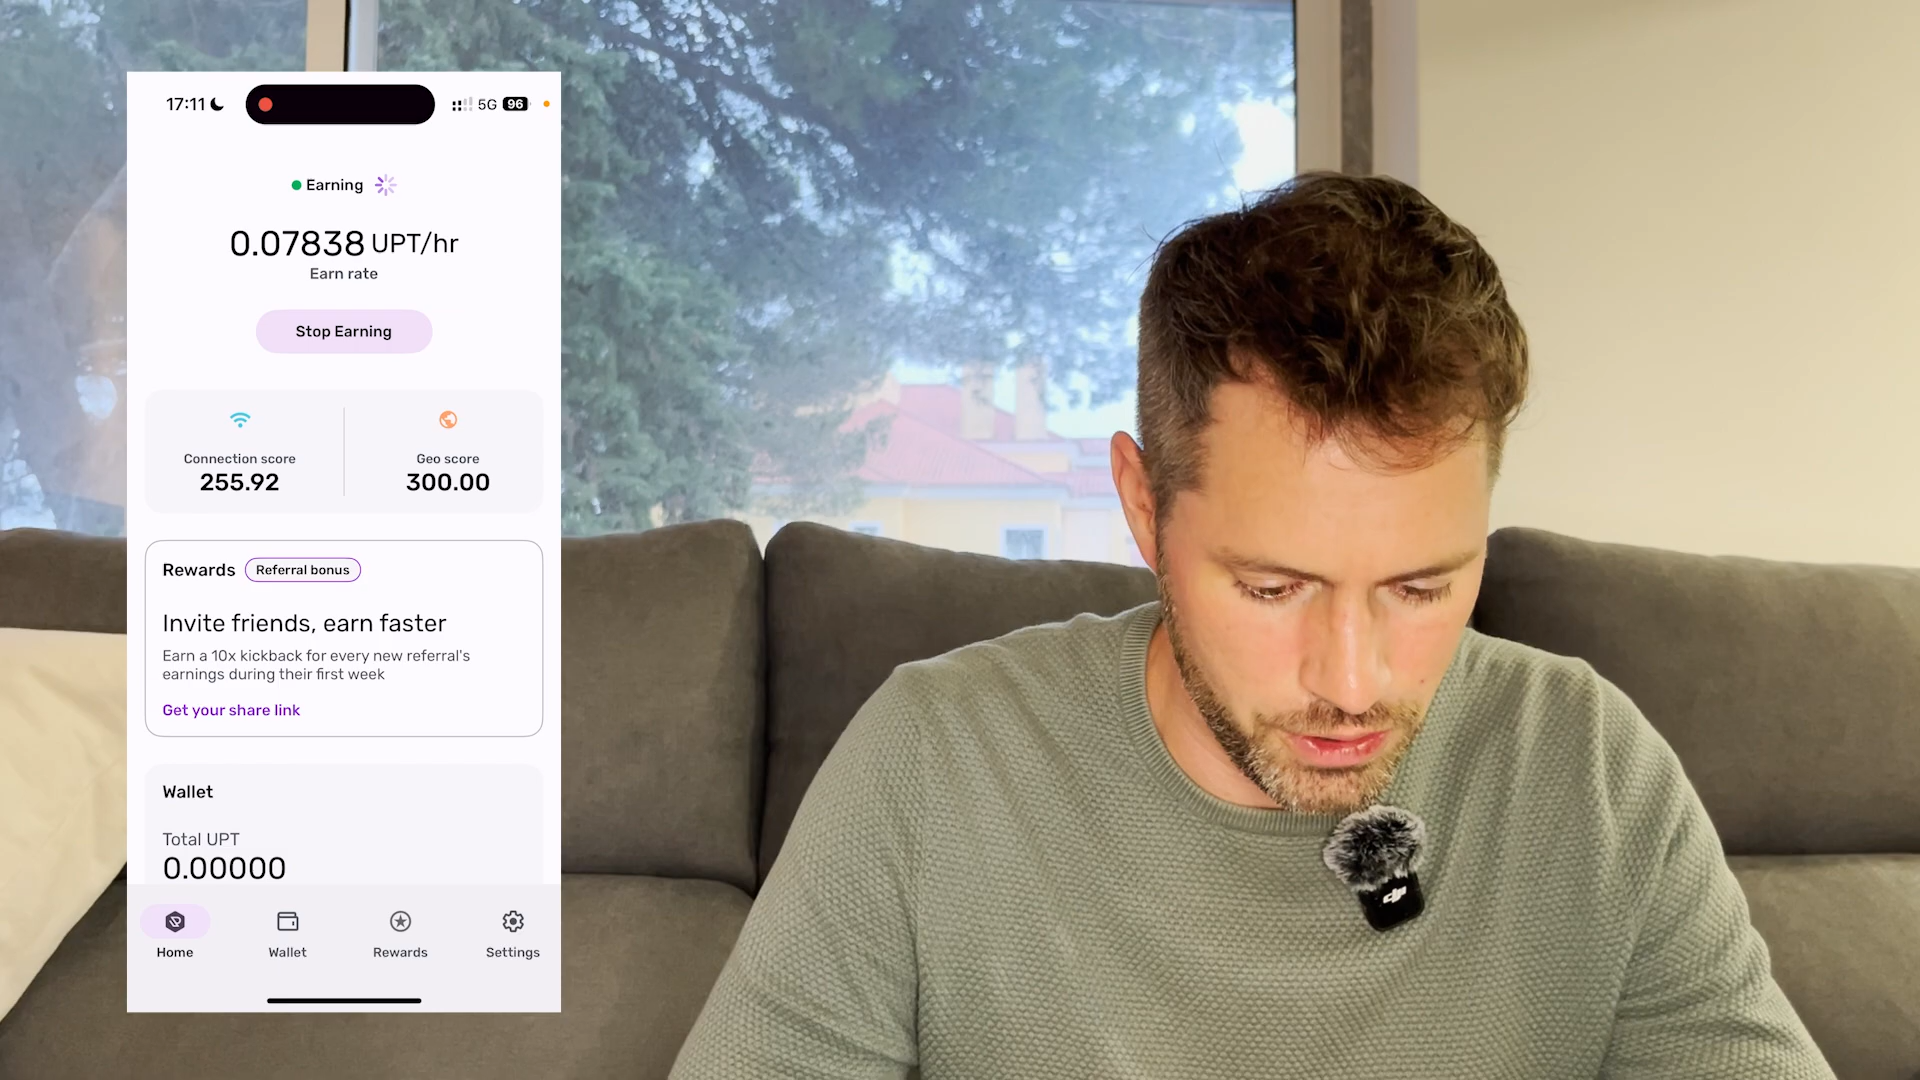 17:11
5G
96
Earning
0.07838 UPT/hr
Earn rate
Stop Earning
Connection score
255.92
Geo score
300.00
Rewards
Referral bonus
Invite friends, earn faster
Earn a 10x kickback for every new referral's
earnings during their first week
Get your share link
Wallet
Total UPT
0.00000
Home
Wallet
Rewards
Settings
dji